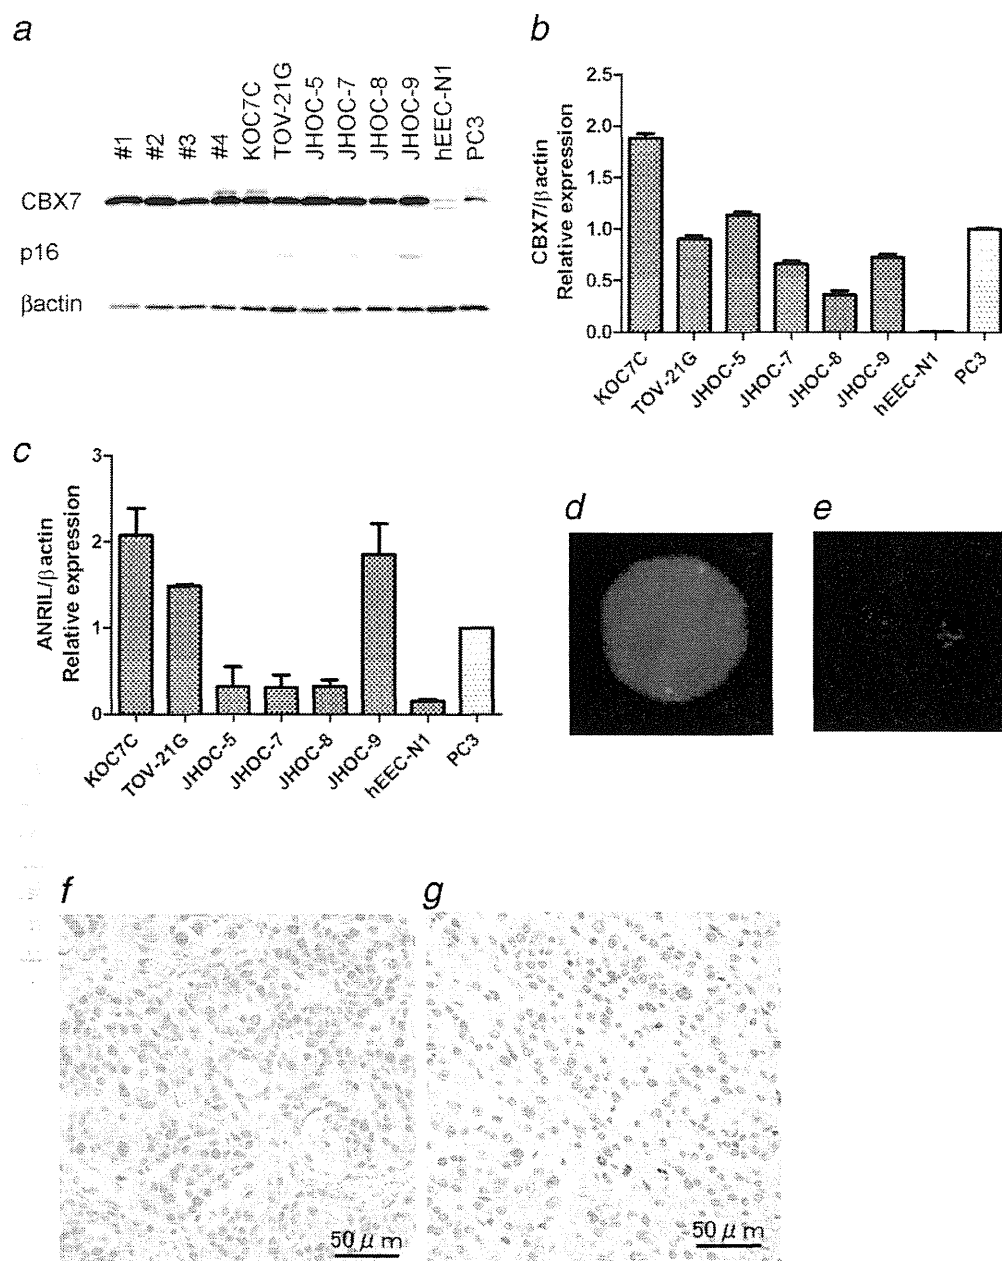 a
#1 #2 #3 #4 KOC7C TOV-21G JHOC-5 JHOC-7 JHOC-8 JHOC-9 hEEC-N1 PC3
CBX7
p16
βactin
b
CBX7/βactin
Relative expression
2.5
2.0
1.5
1.0
0.5
0.0
KOC7C TOV-21G JHOC-5 JHOC-7 JHOC-8 JHOC-9 hEEC-N1 PC3
c
ANRIL/βactin
Relative expression
3
2
1
0
KOC7C TOV-21G JHOC-5 JHOC-7 JHOC-8 JHOC-9 hEEC-N1 PC3
d
e
f
50 μm
g
50 μm